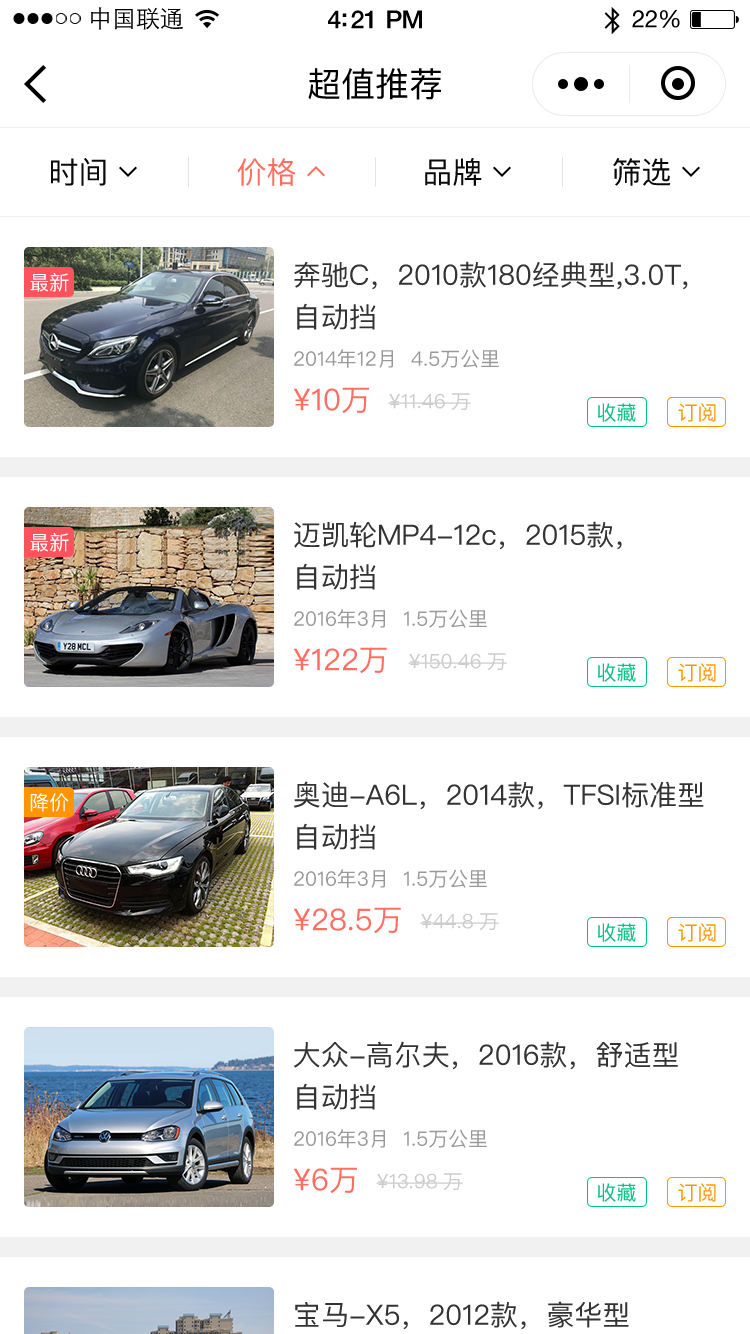 中国联通 4:21 PM 22%
超值推荐
时间 价格 品牌 筛选
最新
奔驰C，2010款180经典型,3.0T,
自动挡
2014年12月 4.5万公里
¥10万 ¥11.46 万
收藏 订阅
最新
迈凯轮MP4-12c，2015款，
自动挡
2016年3月 1.5万公里
¥122万 ¥150.46 万
收藏 订阅
Y28 MCL
降价
奥迪-A6L，2014款，TFSI标准型
自动挡
2016年3月 1.5万公里
¥28.5万 ¥44.8 万
收藏 订阅
大众-高尔夫，2016款，舒适型
自动挡
2016年3月 1.5万公里
¥6万 ¥13.98 万
收藏 订阅
宝马-X5，2012款，豪华型